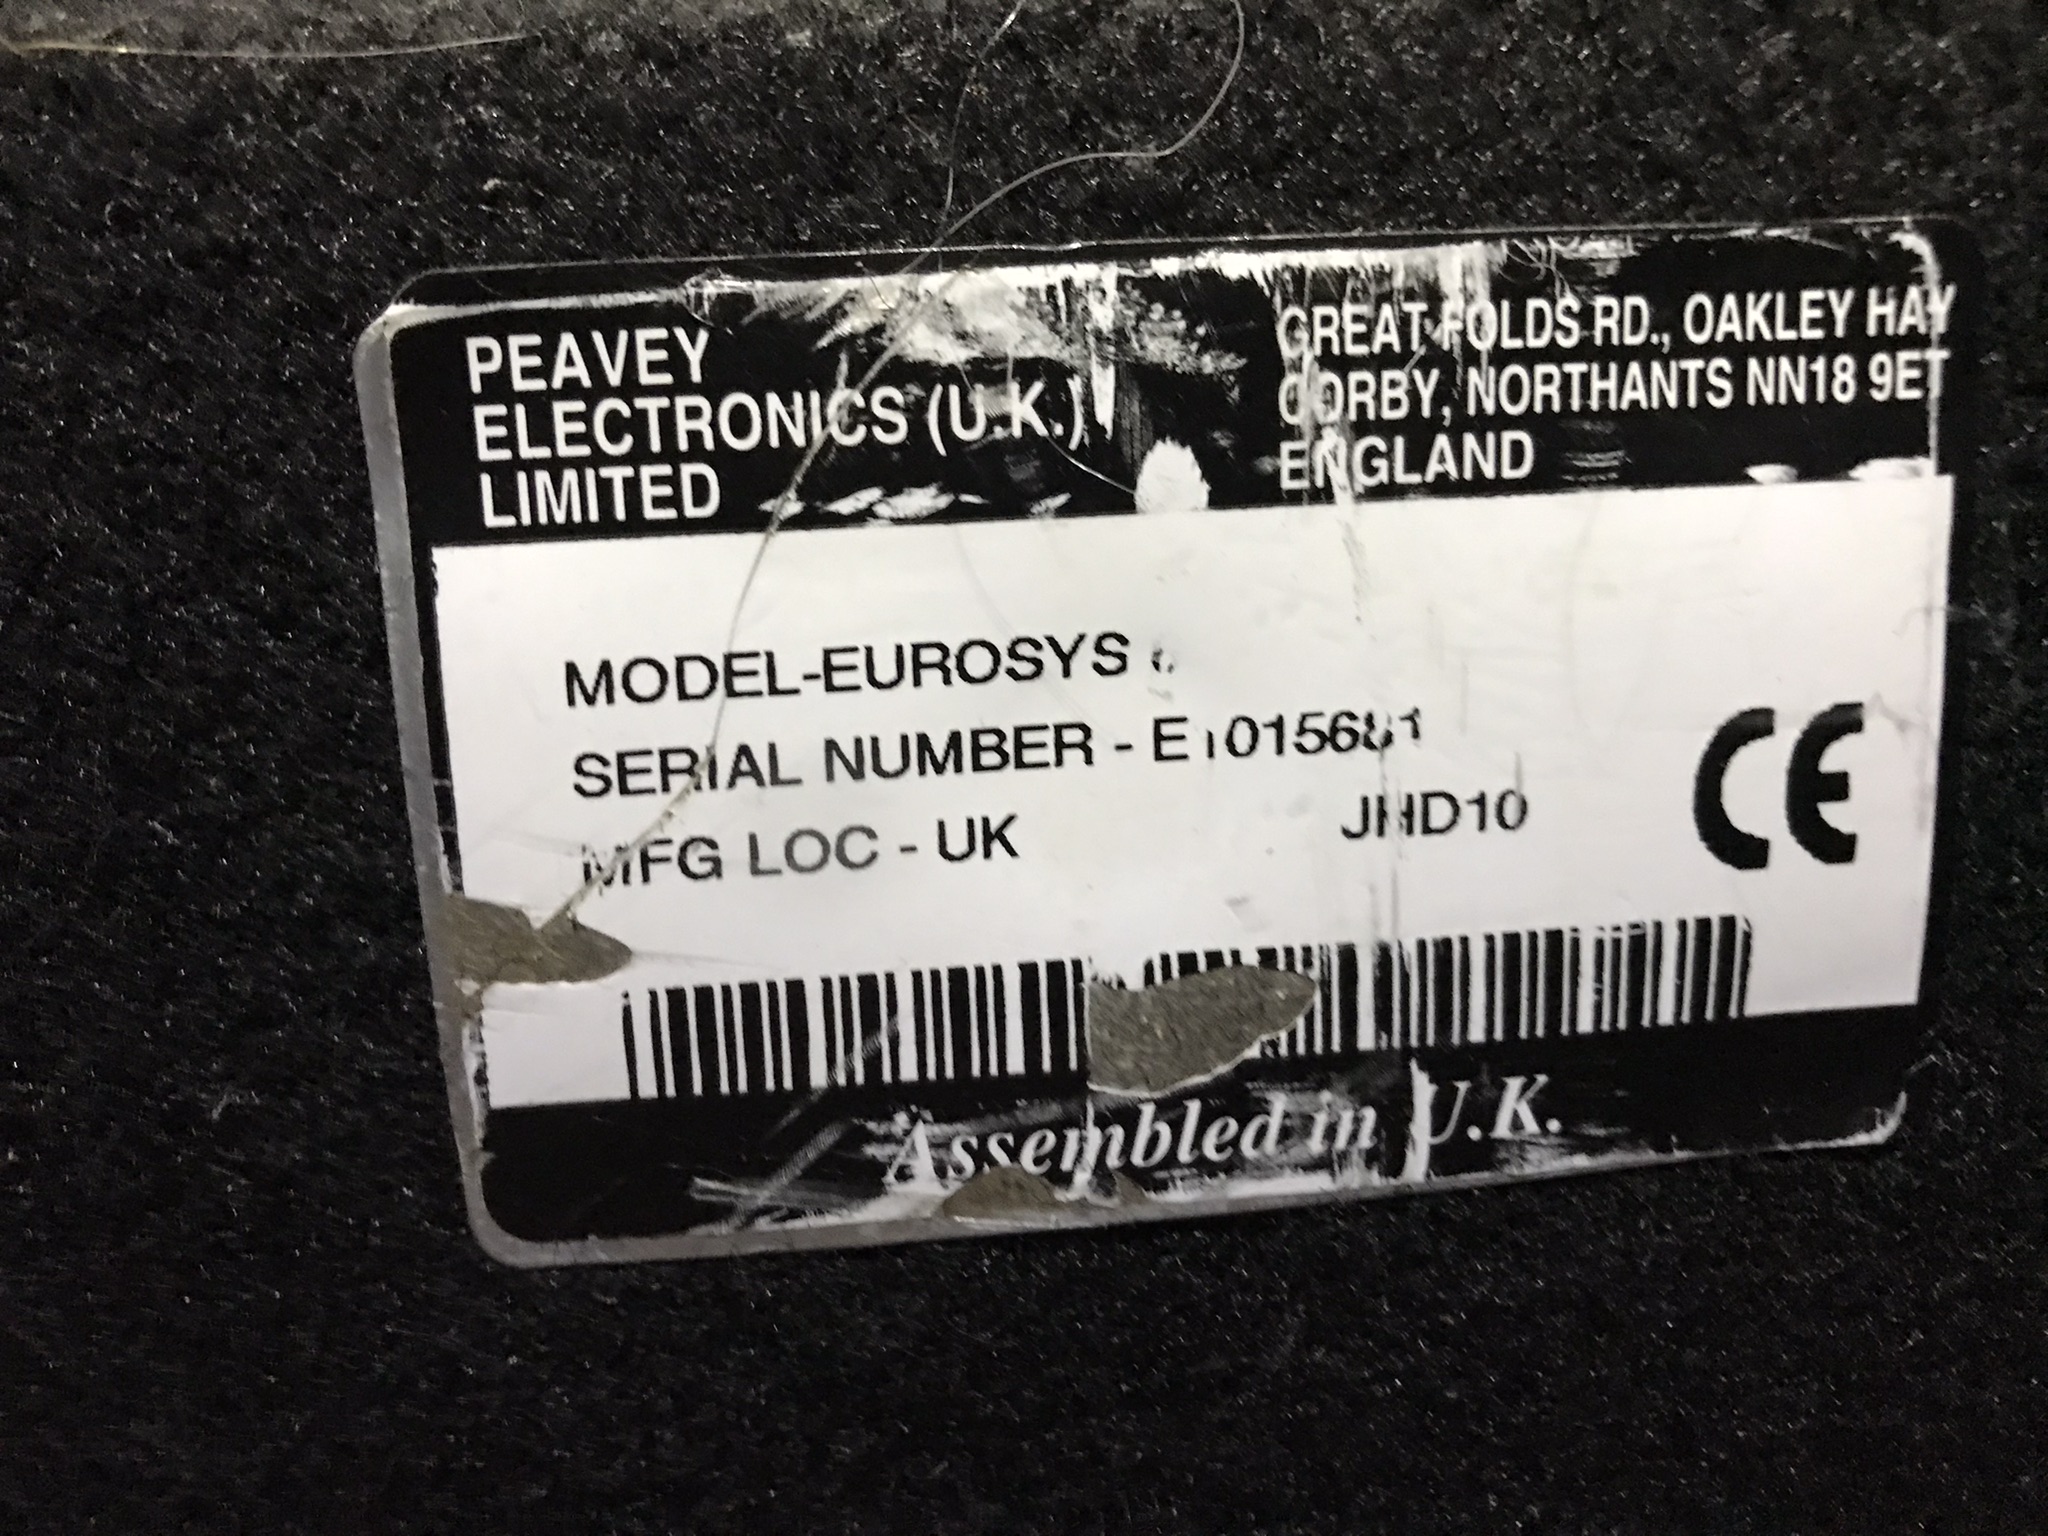 PEAVEY
ELECTRONICS (U.K.)
LIMITED
GREAT FOLDS RD., OAKLEY HAY
CORBY, NORTHANTS NN18 9ET
ENGLAND
MODEL-EUROSYS
SERIAL NUMBER - E1015681
MFG LOC - UK JHD10
CE
Assembled in U.K.